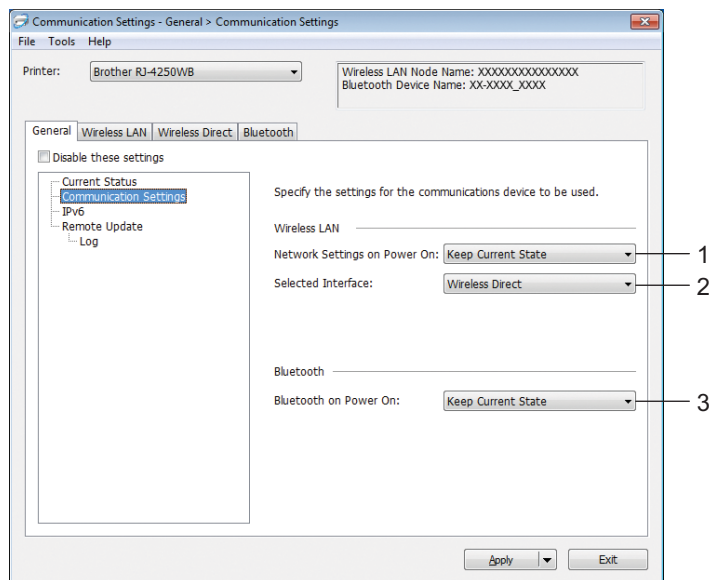 Communication Settings - General > Communication Settings
File Tools Help
Printer: Brother RJ-4250WB
Wireless LAN Node Name: XXXXXXXXXXXXXXX
Bluetooth Device Name: XX-XXXX_XXXX
General Wireless LAN Wireless Direct Bluetooth
Disable these settings
Current Status
Communication Settings
IPv6
Remote Update
Log
Specify the settings for the communications device to be used.
Wireless LAN
Network Settings on Power On: Keep Current State 1
Selected Interface: Wireless Direct 2
Bluetooth
Bluetooth on Power On: Keep Current State 3
Apply Exit